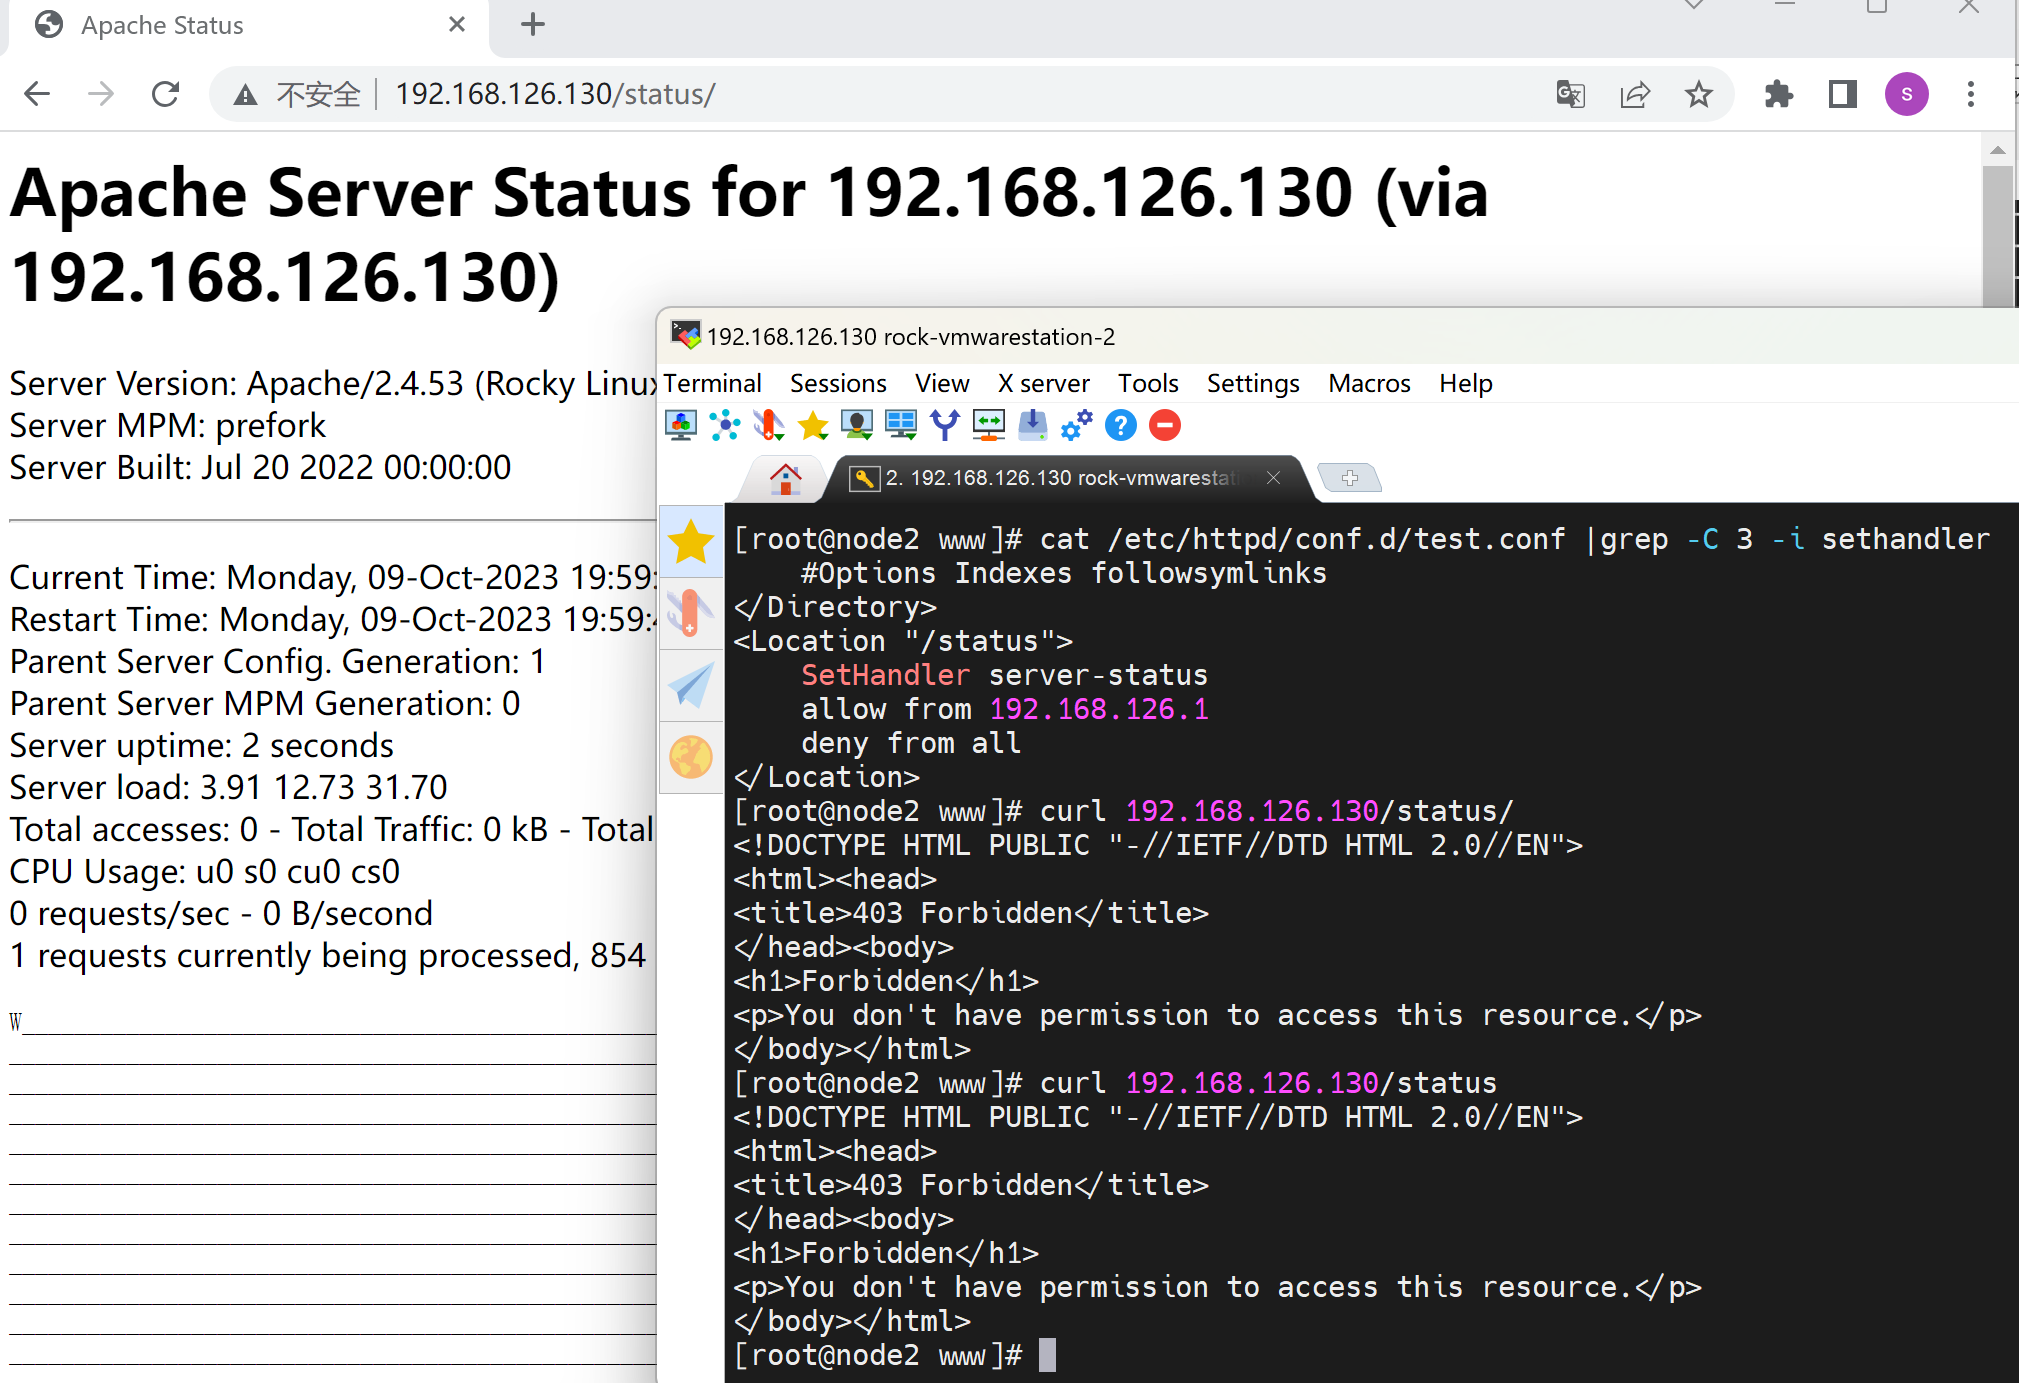 Apache Status
不安全 192.168.126.130/status/
s
Apache Server Status for 192.168.126.130 (via
192.168.126.130)
Server Version: Apache/2.4.53 (Rocky Linux
Server MPM: prefork
Server Built: Jul 20 2022 00:00:00
Current Time: Monday, 09-Oct-2023 19:59:
Restart Time: Monday, 09-Oct-2023 19:59:4
Parent Server Config. Generation: 1
Parent Server MPM Generation: 0
Server uptime: 2 seconds
Server load: 3.91 12.73 31.70
Total accesses: 0 - Total Traffic: 0 kB - Total
CPU Usage: u0 s0 cu0 cs0
0 requests/sec - 0 B/second
1 requests currently being processed, 854
W
192.168.126.130 rock-vmwarestation-2
Terminal Sessions View X server Tools Settings Macros Help
2. 192.168.126.130 rock-vmwarestati
[root@node2 www]# cat /etc/httpd/conf.d/test.conf |grep -C 3 -i sethandler
#Options Indexes followsymlinks
</Directory>
<Location "/status">
SetHandler server-status
allow from 192.168.126.1
deny from all
</Location>
[root@node2 www]# curl 192.168.126.130/status/
<!DOCTYPE HTML PUBLIC "-//IETF//DTD HTML 2.0//EN">
<html><head>
<title>403 Forbidden</title>
</head><body>
<h1>Forbidden</h1>
<p>You don't have permission to access this resource.</p>
</body></html>
[root@node2 www]# curl 192.168.126.130/status
<!DOCTYPE HTML PUBLIC "-//IETF//DTD HTML 2.0//EN">
<html><head>
<title>403 Forbidden</title>
</head><body>
<h1>Forbidden</h1>
<p>You don't have permission to access this resource.</p>
</body></html>
[root@node2 www]#